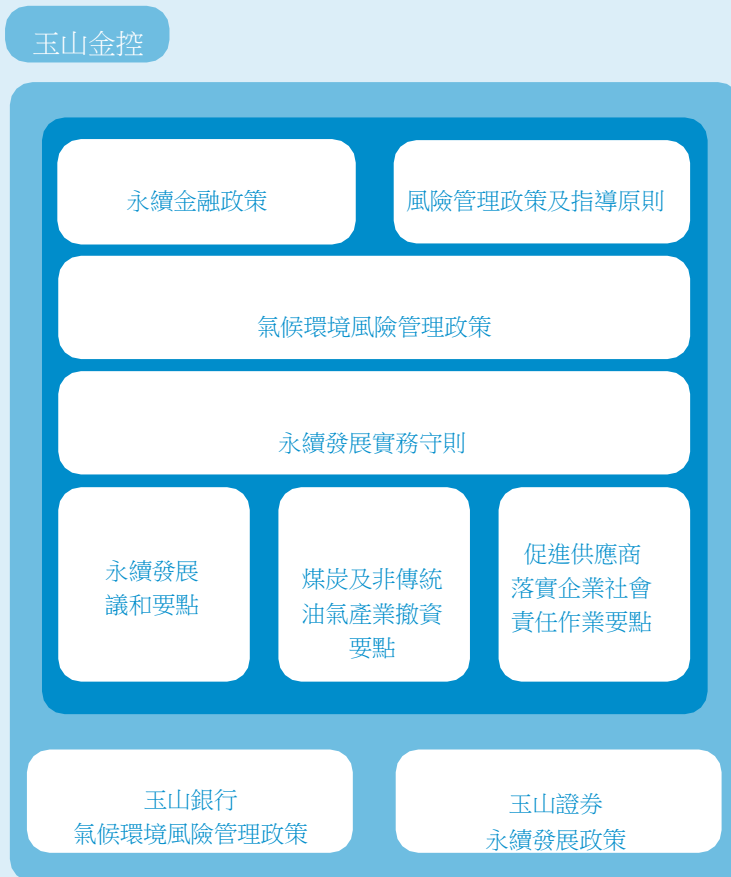 玉山金控
永續金融政策
風險管理政策及指導原則
氣候環境風險管理政策
永續發展實務守則
永續發展
議和要點
煤炭及非傳統
油氣產業撤資
要點
促進供應商
落實企業社會
責任作業要點
玉山銀行
氣候環境風險管理政策
玉山證券
永續發展政策